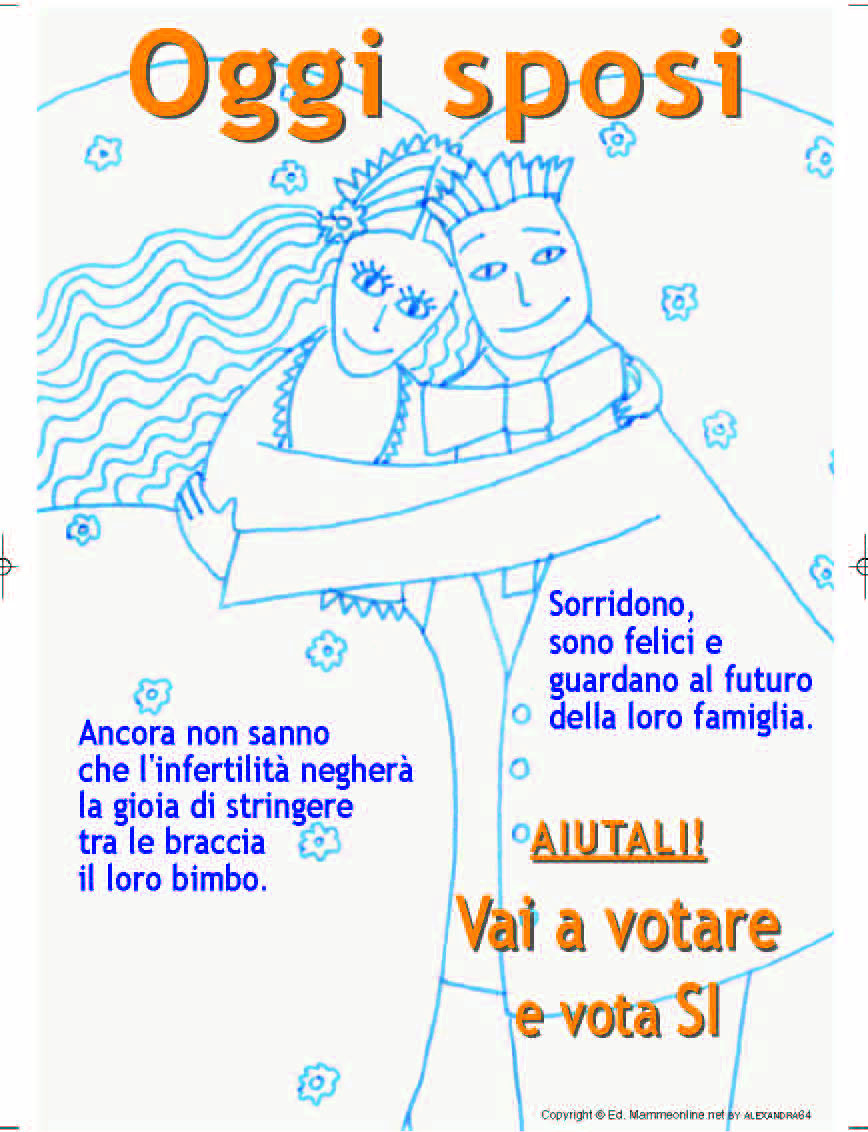 Oggi sposi
Sorridono,
sono felici e
guardano al futuro
della loro famiglia.
Ancora non sanno
che l'infertilità negherà
la gioia di stringere
tra le braccia
il loro bimbo.
AIUTALI!
Vai a votare
e vota SI
Copyright © Ed. Mammeonline.net BY ALEXANDRA64